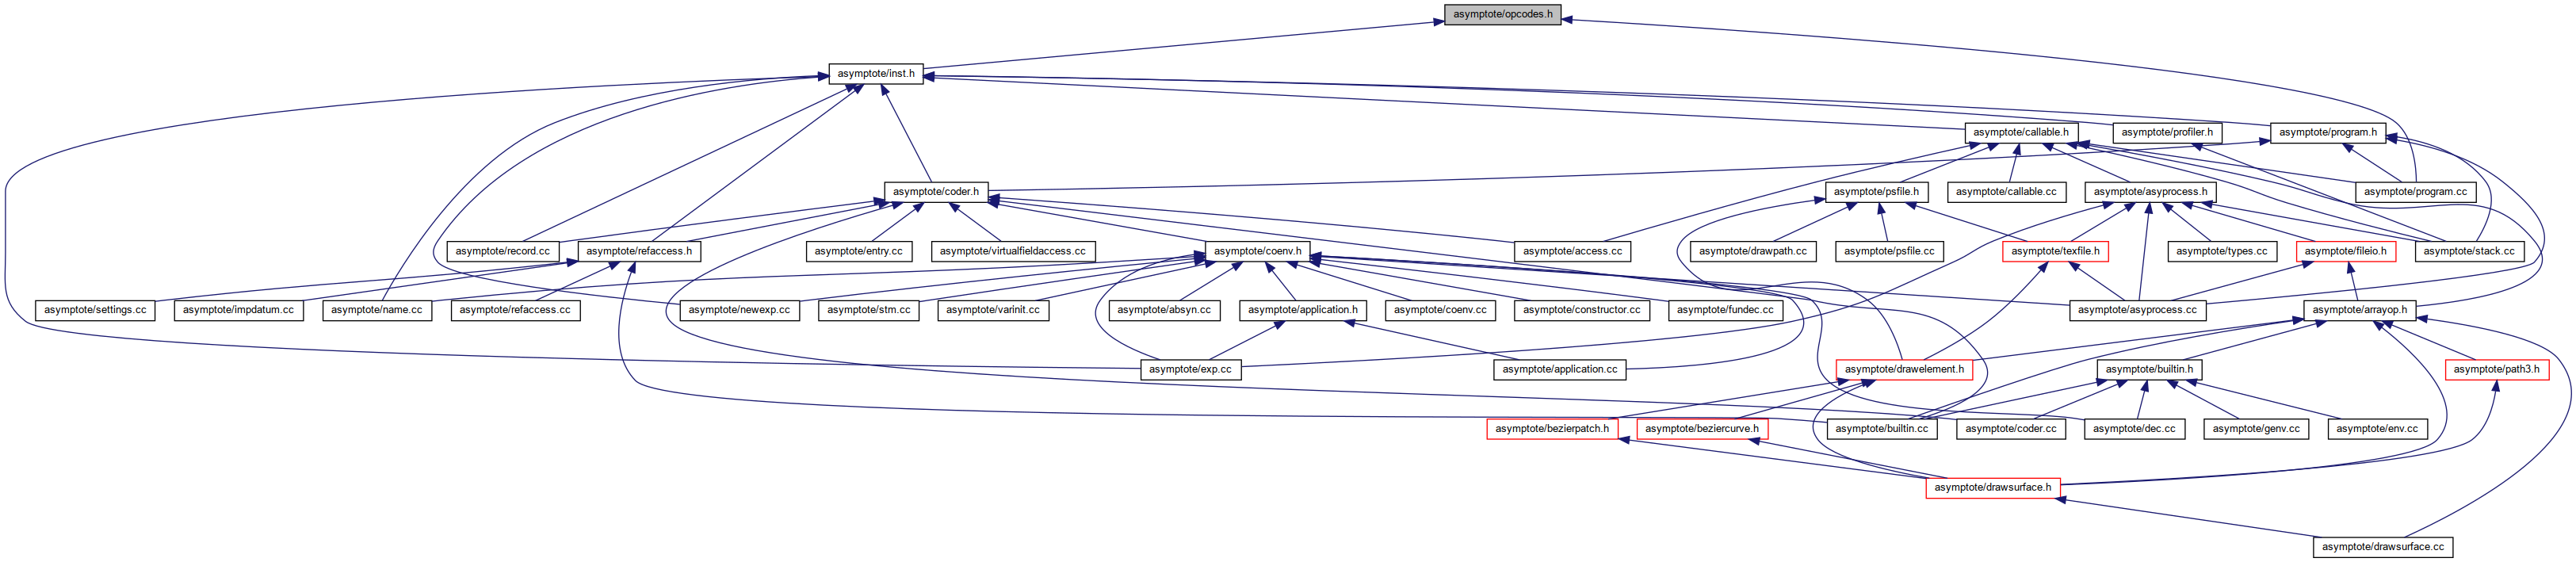 asymptote/opcodes.h
asymptote/inst.h
asymptote/callable.h
asymptote/profiler.h
asymptote/program.h
asymptote/coder.h
asymptote/psfile.h
asymptote/callable.cc
asymptote/asyprocess.h
asymptote/program.cc
asymptote/record.cc
asymptote/refaccess.h
asymptote/entry.cc
asymptote/virtualfieldaccess.cc
asymptote/coenv.h
asymptote/access.cc
asymptote/drawpath.cc
asymptote/psfile.cc
asymptote/texfile.h
asymptote/types.cc
asymptote/fileio.h
asymptote/stack.cc
asymptote/settings.cc
asymptote/impdatum.cc
asymptote/name.cc
asymptote/refaccess.cc
asymptote/newexp.cc
asymptote/stm.cc
asymptote/varinit.cc
asymptote/absyn.cc
asymptote/application.h
asymptote/coenv.cc
asymptote/constructor.cc
asymptote/fundec.cc
asymptote/asyprocess.cc
asymptote/arrayop.h
asymptote/exp.cc
asymptote/application.cc
asymptote/drawelement.h
asymptote/builtin.h
asymptote/path3.h
asymptote/bezierpatch.h
asymptote/beziercurve.h
asymptote/builtin.cc
asymptote/coder.cc
asymptote/dec.cc
asymptote/genv.cc
asymptote/env.cc
asymptote/drawsurface.h
asymptote/drawsurface.cc